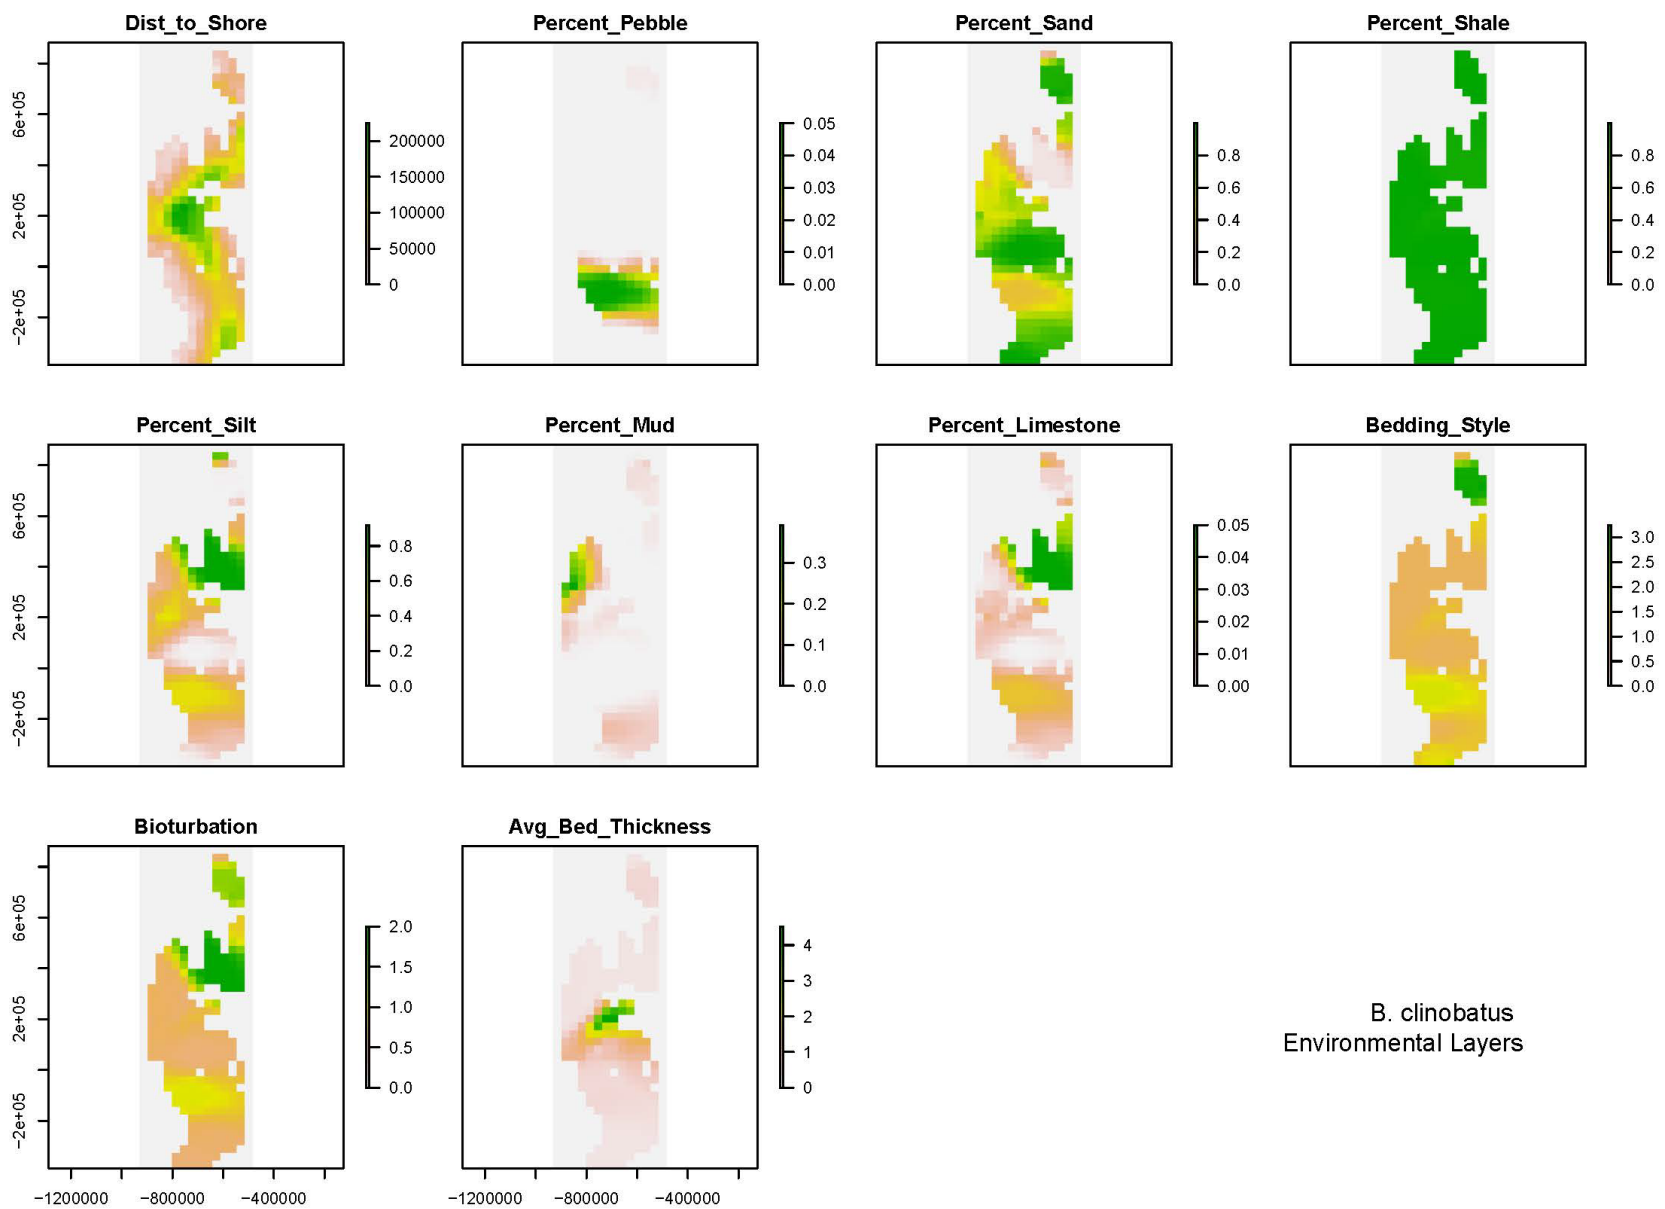 Dist_to_Shore
Percent_Pebble
Percent_Sand
Percent_Shale
6e+05
2e+05
−2e+05
200000
150000
100000
50000
0
0.05
0.04
0.03
0.02
0.01
0.00
0.8
0.6
0.4
0.2
0.0
0.8
0.6
0.4
0.2
0.0
Percent_Silt
Percent_Mud
Percent_Limestone
Bedding_Style
6e+05
2e+05
−2e+05
0.8
0.6
0.4
0.2
0.0
0.3
0.2
0.1
0.0
0.05
0.04
0.03
0.02
0.01
0.00
3.0
2.5
2.0
1.5
1.0
0.5
0.0
Bioturbation
Avg_Bed_Thickness
6e+05
2e+05
−2e+05
2.0
1.5
1.0
0.5
0.0
4
3
2
1
0
−1200000 −800000 −400000
−1200000 −800000 −400000
B. clinobatus
Environmental Layers